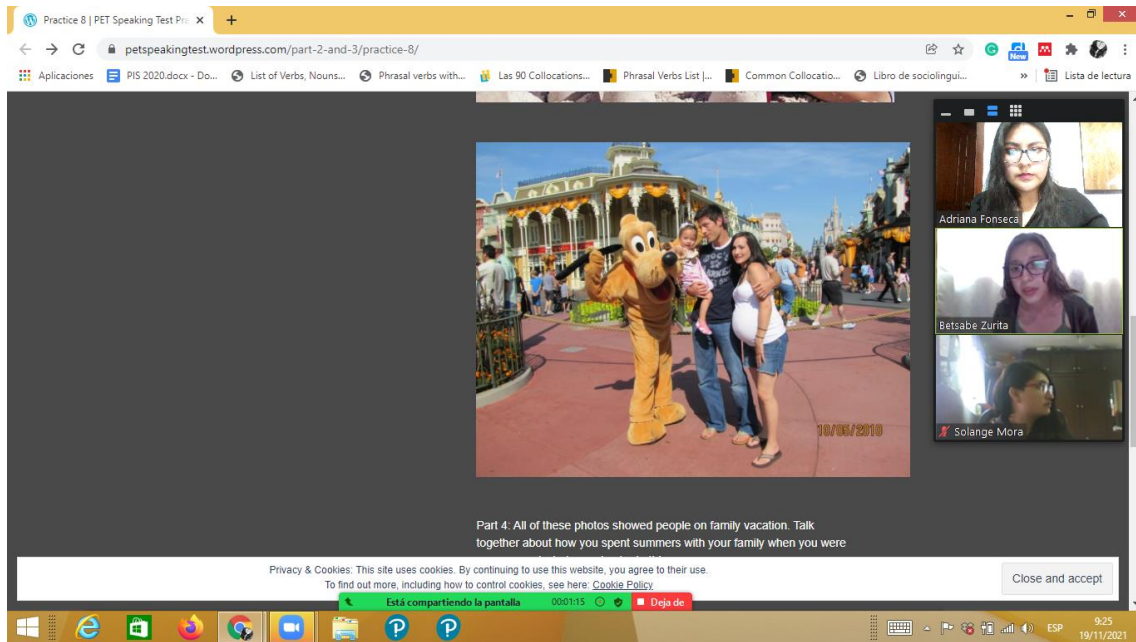 Practice 8 | PET Speaking Test Pra
petspeakingtest.wordpress.com/part-2-and-3/practice-8/
New
Aplicaciones
PIS 2020.docx - Do...
List of Verbs, Nouns...
Phrasal verbs with...
Las 90 Collocations...
Phrasal Verbs List |...
Common Collocatio...
Libro de sociolingui...
»
Lista de lectura
Adriana Fonseca
Betsabe Zurita
Solange Mora
10/05/2010
Part 4: All of these photos showed people on family vacation. Talk
together about how you spent summers with your family when you were
Privacy & Cookies: This site uses cookies. By continuing to use this website, you agree to their use.
To find out more, including how to control cookies, see here: Cookie Policy
Close and accept
Está compartiendo la pantalla
00:01:15
Deja de
ESP
9:25
19/11/2021